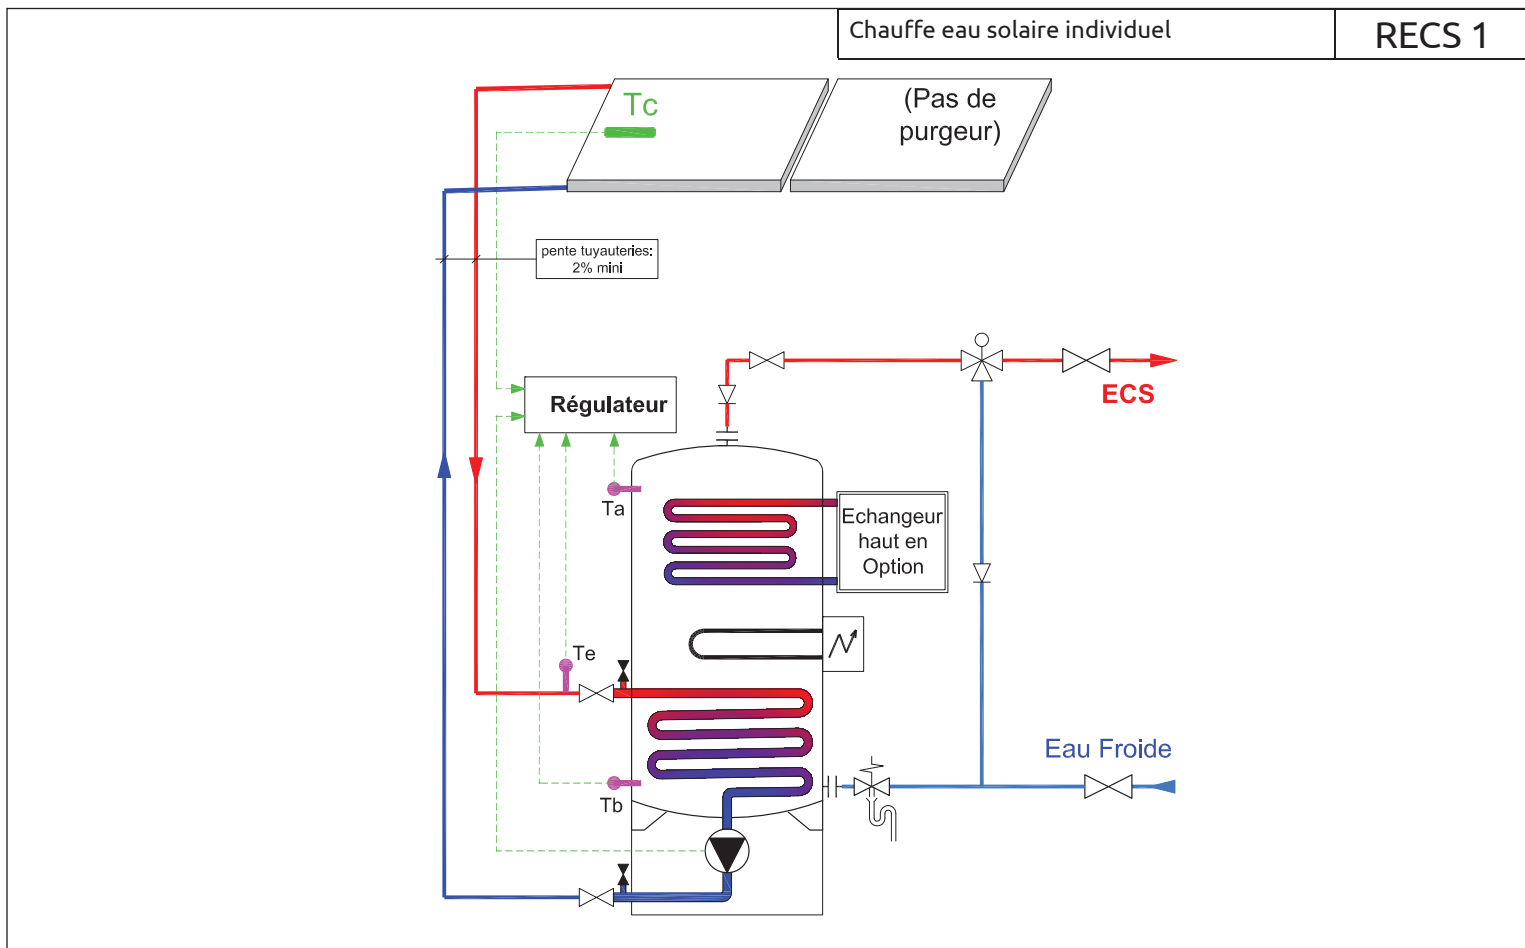 Chauffe eau solaire individuel
RECS 1
Tc
(Pas de
purgeur)
pente tuyauteries:
2% mini
Régulateur
ECS
Ta
Echangeur
haut en
Option
Te
Eau Froide
Tb